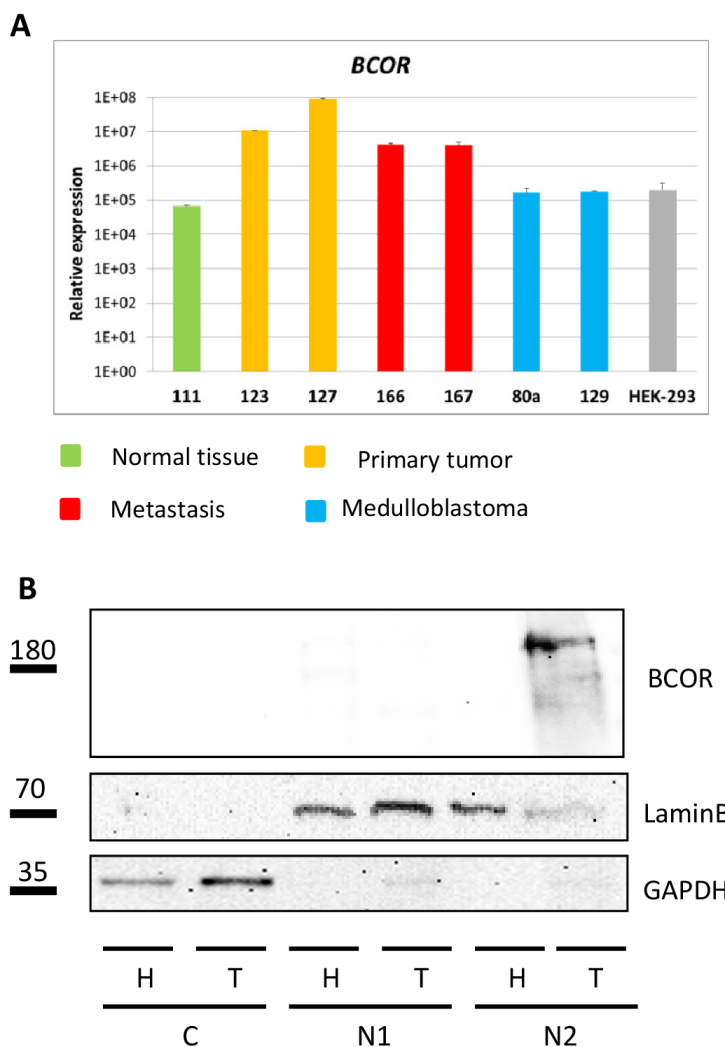 A
BCOR
Relative expression
1E+08
1E+07
1E+06
1E+05
1E+04
1E+03
1E+02
1E+01
1E+00
111 123 127 166 167 80a 129 HEK-293
Normal tissue Primary tumor
Metastasis Medulloblastoma
B
180 BCOR
70 LaminB
35 GAPDH
H T H T H T
C N1 N2